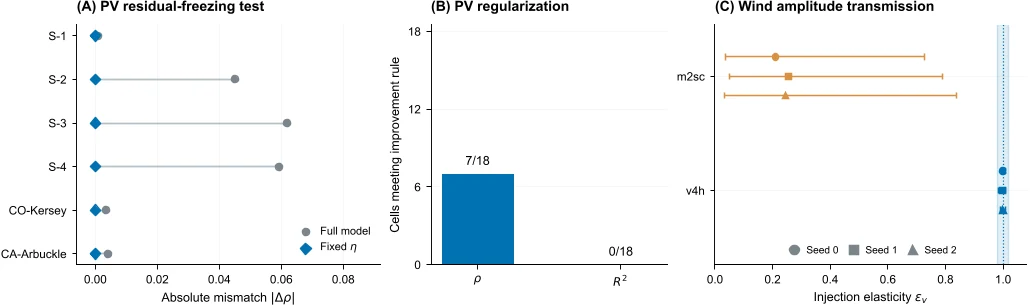 (A) PV residual-freezing test
S-1
S-2
S-3
S-4
CO-Kersey
CA-Arbuckle
Full model
Fixed η
0.00 0.02 0.04 0.06 0.08
Absolute mismatch |Δρ|
(B) PV regularization
Cells meeting improvement rule
18
12
6
0
7/18
0/18
ρ R²
(C) Wind amplitude transmission
m2sc
v4h
Seed 0 Seed 1 Seed 2
0.0 0.2 0.4 0.6 0.8 1.0
Injection elasticity εᵥ